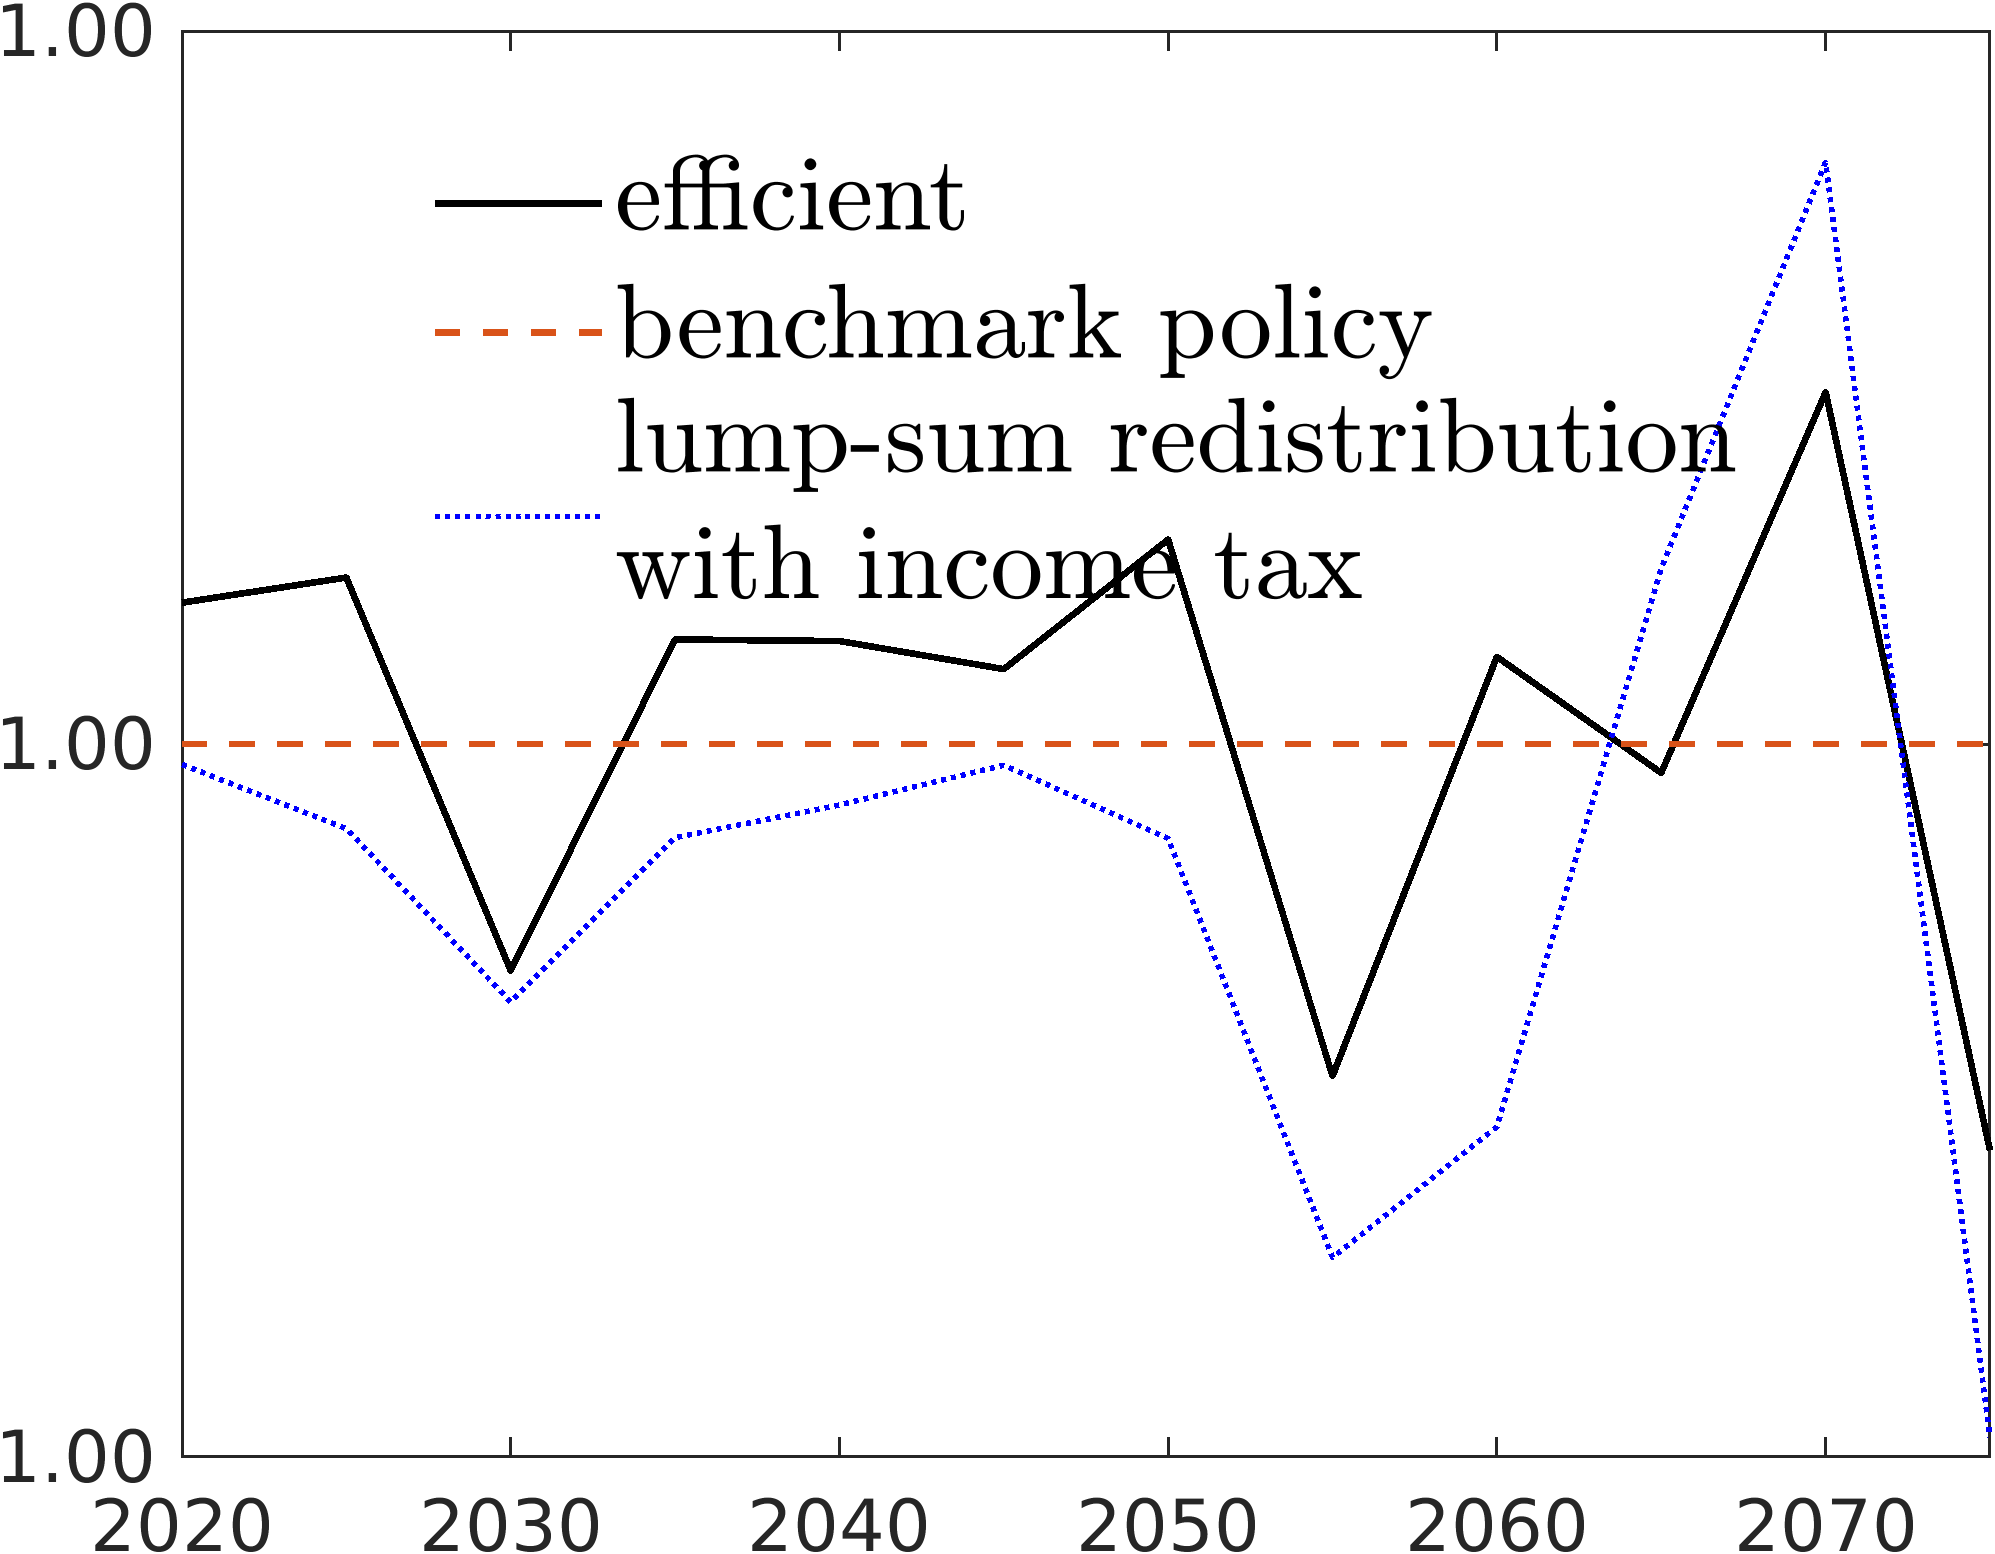 1.00
efficient
benchmark policy
lump-sum redistribution
with income tax
1.00
1.00
2020 2030 2040 2050 2060 2070